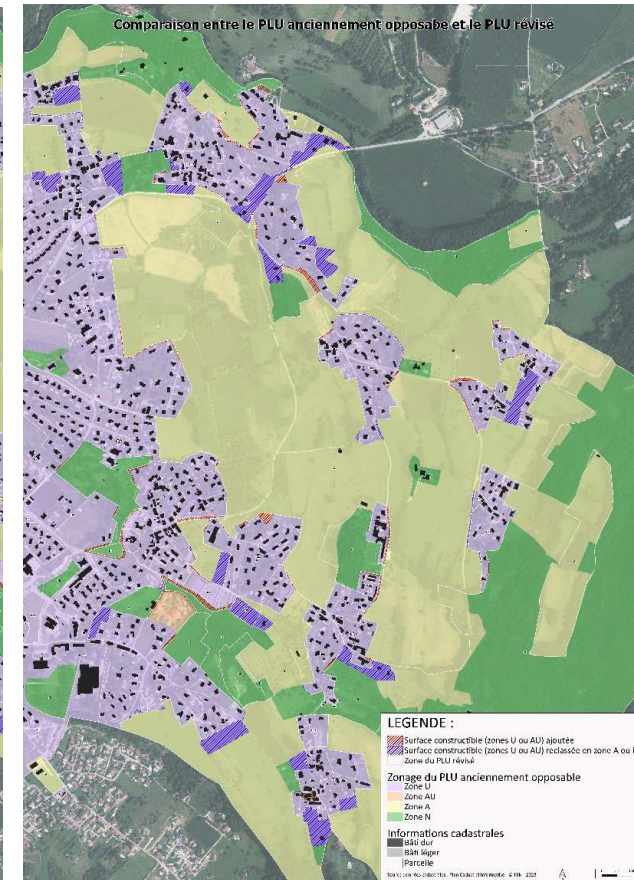 Comparaison entre le PLU anciennement opposabe et le PLU révisé
LEGENDE :
Surface constructible (zones U ou AU) ajoutée
Surface constructible (zones U ou AU) reclassée en zone A ou
Zone du PLU révisé
Zonage du PLU anciennement opposable
Zone U
Zone AU
Zone A
Zone N
Informations cadastrales
Bâti dur
Bâti léger
Parcelle